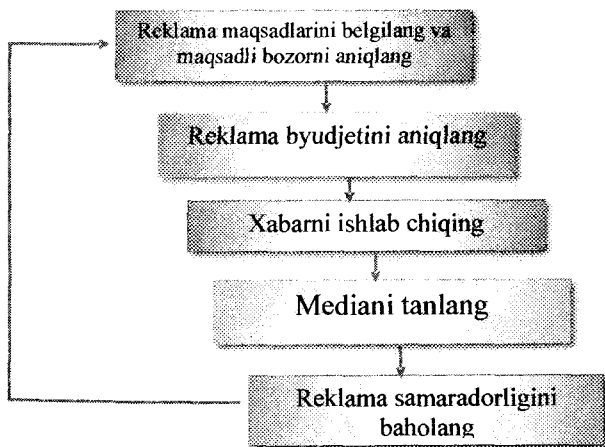 Reklama maqsadlarini belgilang va
maqsadli bozorni aniqlang
Reklama byudjetini aniqlang
Xabarni ishlab chiqing
Mediani tanlang
Reklama samaradorligini
baholang